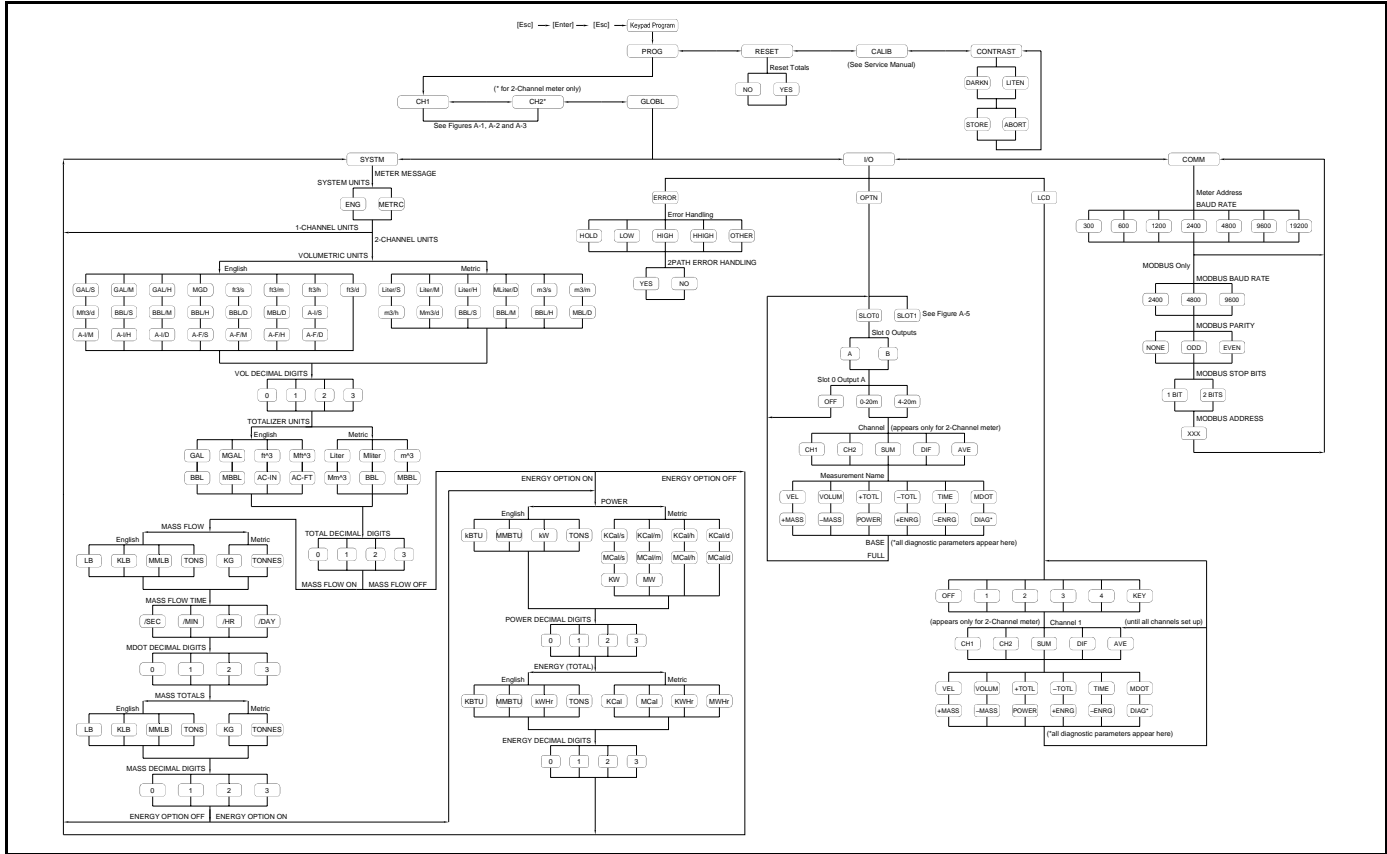 [Esc] [Enter] [Esc] Keypad Program
PROG RESET CALIB CONTRAST
Reset Totals (See Service Manual)
NO YES
DARKN LITEN
STORE ABORT
(* for 2-Channel meter only)
CH1 CH2* GLOBL
See Figures A-1, A-2 and A-3
SYSTM I/O COMM
METER MESSAGE
SYSTEM UNITS
ENG METRC
1-CHANNEL UNITS
2-CHANNEL UNITS
VOLUMETRIC UNITS
English Metric
GAL/S GAL/M GAL/H MGD ft3/s ft3/m ft3/h ft3/d
Mft3/d BBL/S BBL/M BBL/H BBL/D MBL/D A-I/S
A-I/M A-I/H A-I/D A-F/S A-F/M A-F/H A-F/D
Liter/S Liter/M Liter/H MLiter/D m3/s m3/m
m3/h Mm3/d BBL/S BBL/M BBL/H MBL/D
VOL DECIMAL DIGITS
0 1 2 3
TOTALIZER UNITS
English Metric
GAL MGAL ft^3 Mft^3 Liter Mliter m^3
BBL MBBL AC-IN AC-FT Mm^3 BBL MBBL
TOTAL DECIMAL DIGITS
0 1 2 3
MASS FLOW ON MASS FLOW OFF
MASS FLOW
English Metric
LB KLB MMLB TONS KG TONNES
MASS FLOW TIME
/SEC /MIN /HR /DAY
MDOT DECIMAL DIGITS
0 1 2 3
MASS TOTALS
English Metric
LB KLB MMLB TONS KG TONNES
MASS DECIMAL DIGITS
0 1 2 3
ENERGY OPTION OFF ENERGY OPTION ON
ENERGY OPTION ON ENERGY OPTION OFF
POWER
English Metric
kBTU MMBTU kW TONS KCal/s KCal/m KCal/h KCal/d
MCal/s MCal/m MCal/h MCal/d
KW MW
POWER DECIMAL DIGITS
0 1 2 3
ENERGY (TOTAL)
English Metric
KBTU MMBTU kWHr TONS KCal MCal KWHr MWHr
ENERGY DECIMAL DIGITS
0 1 2 3
ERROR OPTN LCD
Error Handling
HOLD LOW HIGH HHIGH OTHER
2PATH ERROR HANDLING
YES NO
SLOT0 SLOT1 See Figure A-5
Slot 0 Outputs
A B
Slot 0 Output A
OFF 0-20m 4-20m
Channel (appears only for 2-Channel meter)
CH1 CH2 SUM DIF AVE
Measurement Name
VEL VOLUM +TOTL –TOTL TIME MDOT
+MASS –MASS POWER +ENRG –ENRG DIAG*
BASE (*all diagnostic parameters appear here)
FULL
OFF 1 2 3 4 KEY
(appears only for 2-Channel meter) Channel 1 (until all channels set up)
CH1 CH2 SUM DIF AVE
VEL VOLUM +TOTL –TOTL TIME MDOT
+MASS –MASS POWER +ENRG –ENRG DIAG*
(*all diagnostic parameters appear here)
Meter Address
BAUD RATE
300 600 1200 2400 4800 9600 19200
MODBUS Only
MODBUS BAUD RATE
2400 4800 9600
MODBUS PARITY
NONE ODD EVEN
MODBUS STOP BITS
1 BIT 2 BITS
MODBUS ADDRESS
XXX